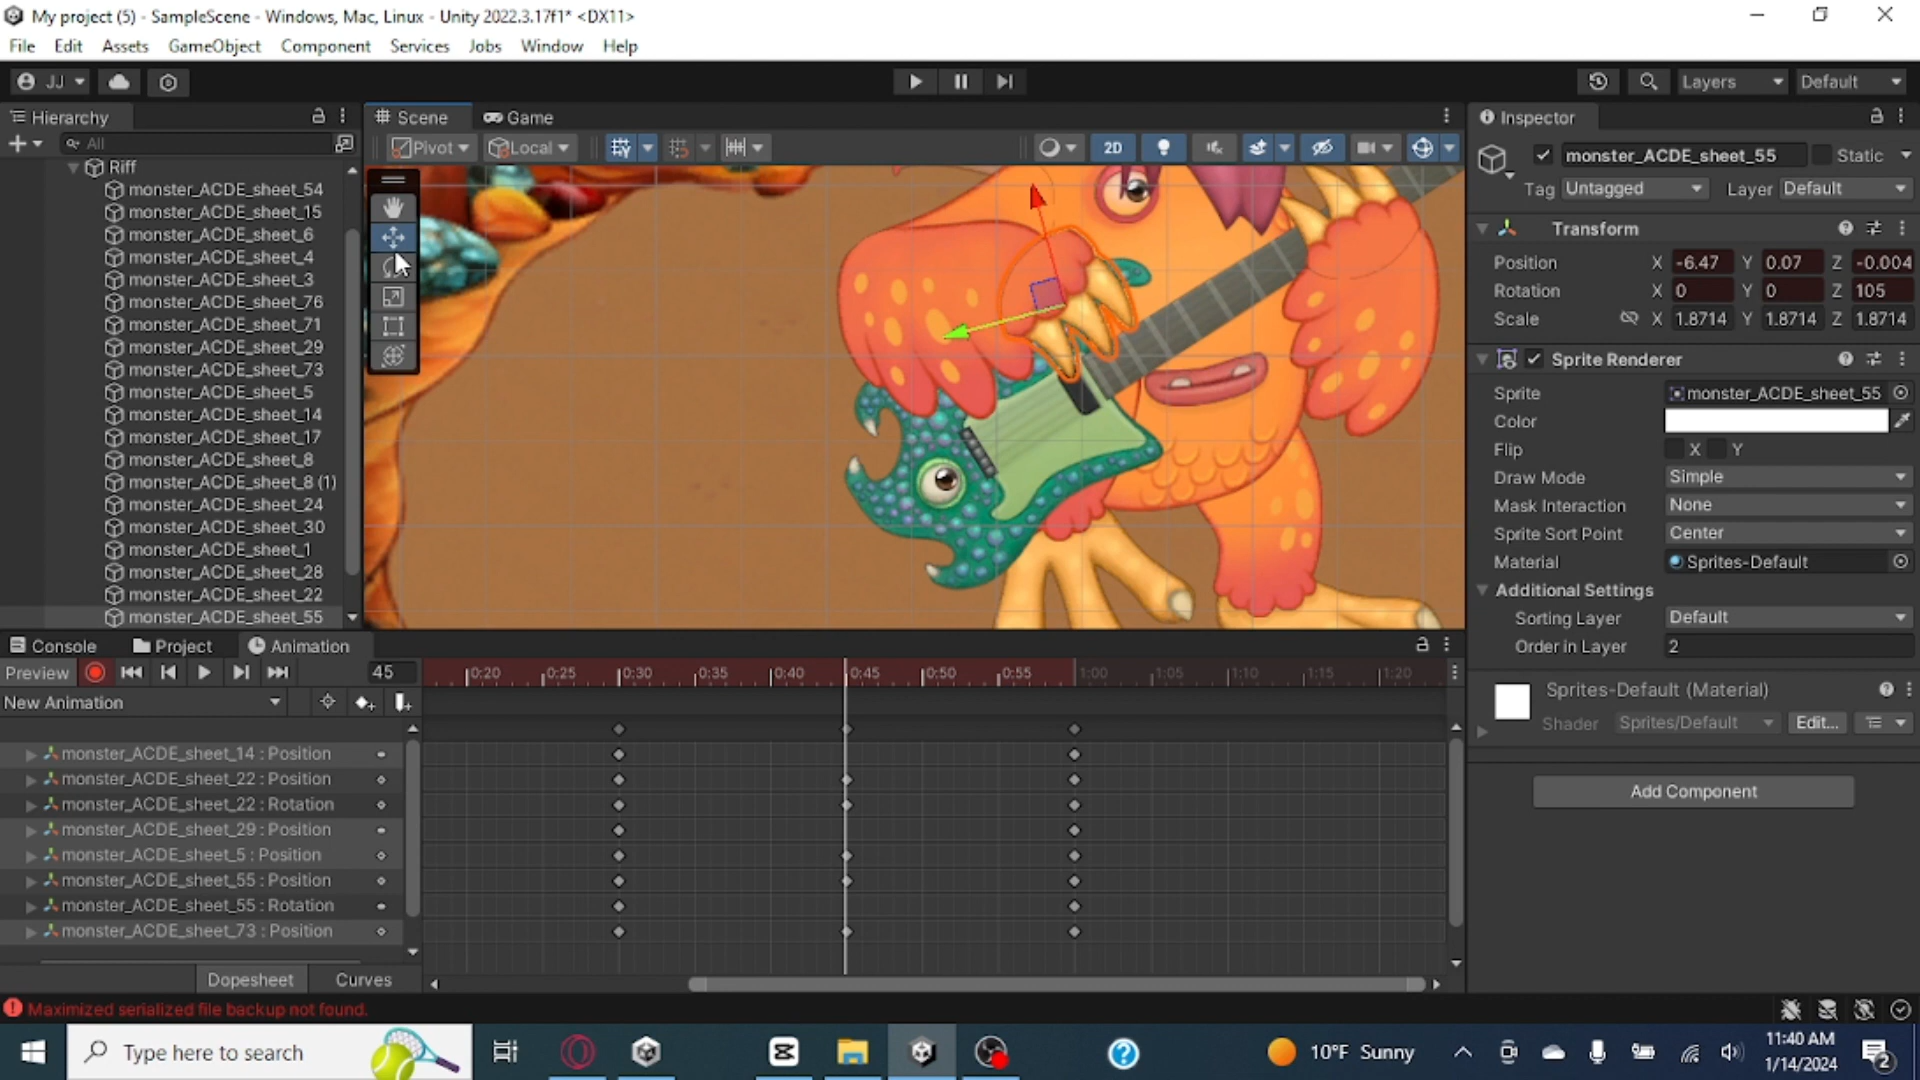 My project (5) - SampleScene - Windows, Mac, Linux - Unity 2022.3.17f1* <DX11>
File Edit Assets GameObject Component Services Jobs Window Help
JJ Layers Default
Hierarchy
All
Riff
monster_ACDE_sheet_54
monster_ACDE_sheet_15
monster_ACDE_sheet_6
monster_ACDE_sheet_4
monster_ACDE_sheet_3
monster_ACDE_sheet_76
monster_ACDE_sheet_71
monster_ACDE_sheet_29
monster_ACDE_sheet_73
monster_ACDE_sheet_5
monster_ACDE_sheet_14
monster_ACDE_sheet_17
monster_ACDE_sheet_8
monster_ACDE_sheet_8 (1)
monster_ACDE_sheet_24
monster_ACDE_sheet_30
monster_ACDE_sheet_1
monster_ACDE_sheet_28
monster_ACDE_sheet_22
monster_ACDE_sheet_55
Scene Game
Pivot Local 2D
Inspector
monster_ACDE_sheet_55 Static
Tag Untagged Layer Default
Transform
Position X -6.47 Y 0.07 Z -0.004
Rotation X 0 Y 0 Z 105
Scale X 1.8714 Y 1.8714 Z 1.8714
Sprite Renderer
Sprite monster_ACDE_sheet_55
Color
Flip X Y
Draw Mode Simple
Mask Interaction None
Sprite Sort Point Center
Material Sprites-Default
Additional Settings
Sorting Layer Default
Order in Layer 2
Sprites-Default (Material)
Shader Sprites/Default Edit...
Add Component
Console Project Animation
Preview 45 0:20 0:25 0:30 0:35 0:40 0:45 0:50 0:55 1:00 1:05 1:10 1:15 1:20
New Animation
monster_ACDE_sheet_14 : Position
monster_ACDE_sheet_22 : Position
monster_ACDE_sheet_22 : Rotation
monster_ACDE_sheet_29 : Position
monster_ACDE_sheet_5 : Position
monster_ACDE_sheet_55 : Position
monster_ACDE_sheet_55 : Rotation
monster_ACDE_sheet_73 : Position
Dopesheet Curves
Maximized serialized file backup not found.
Type here to search
10°F Sunny
11:40 AM
1/14/2024
2